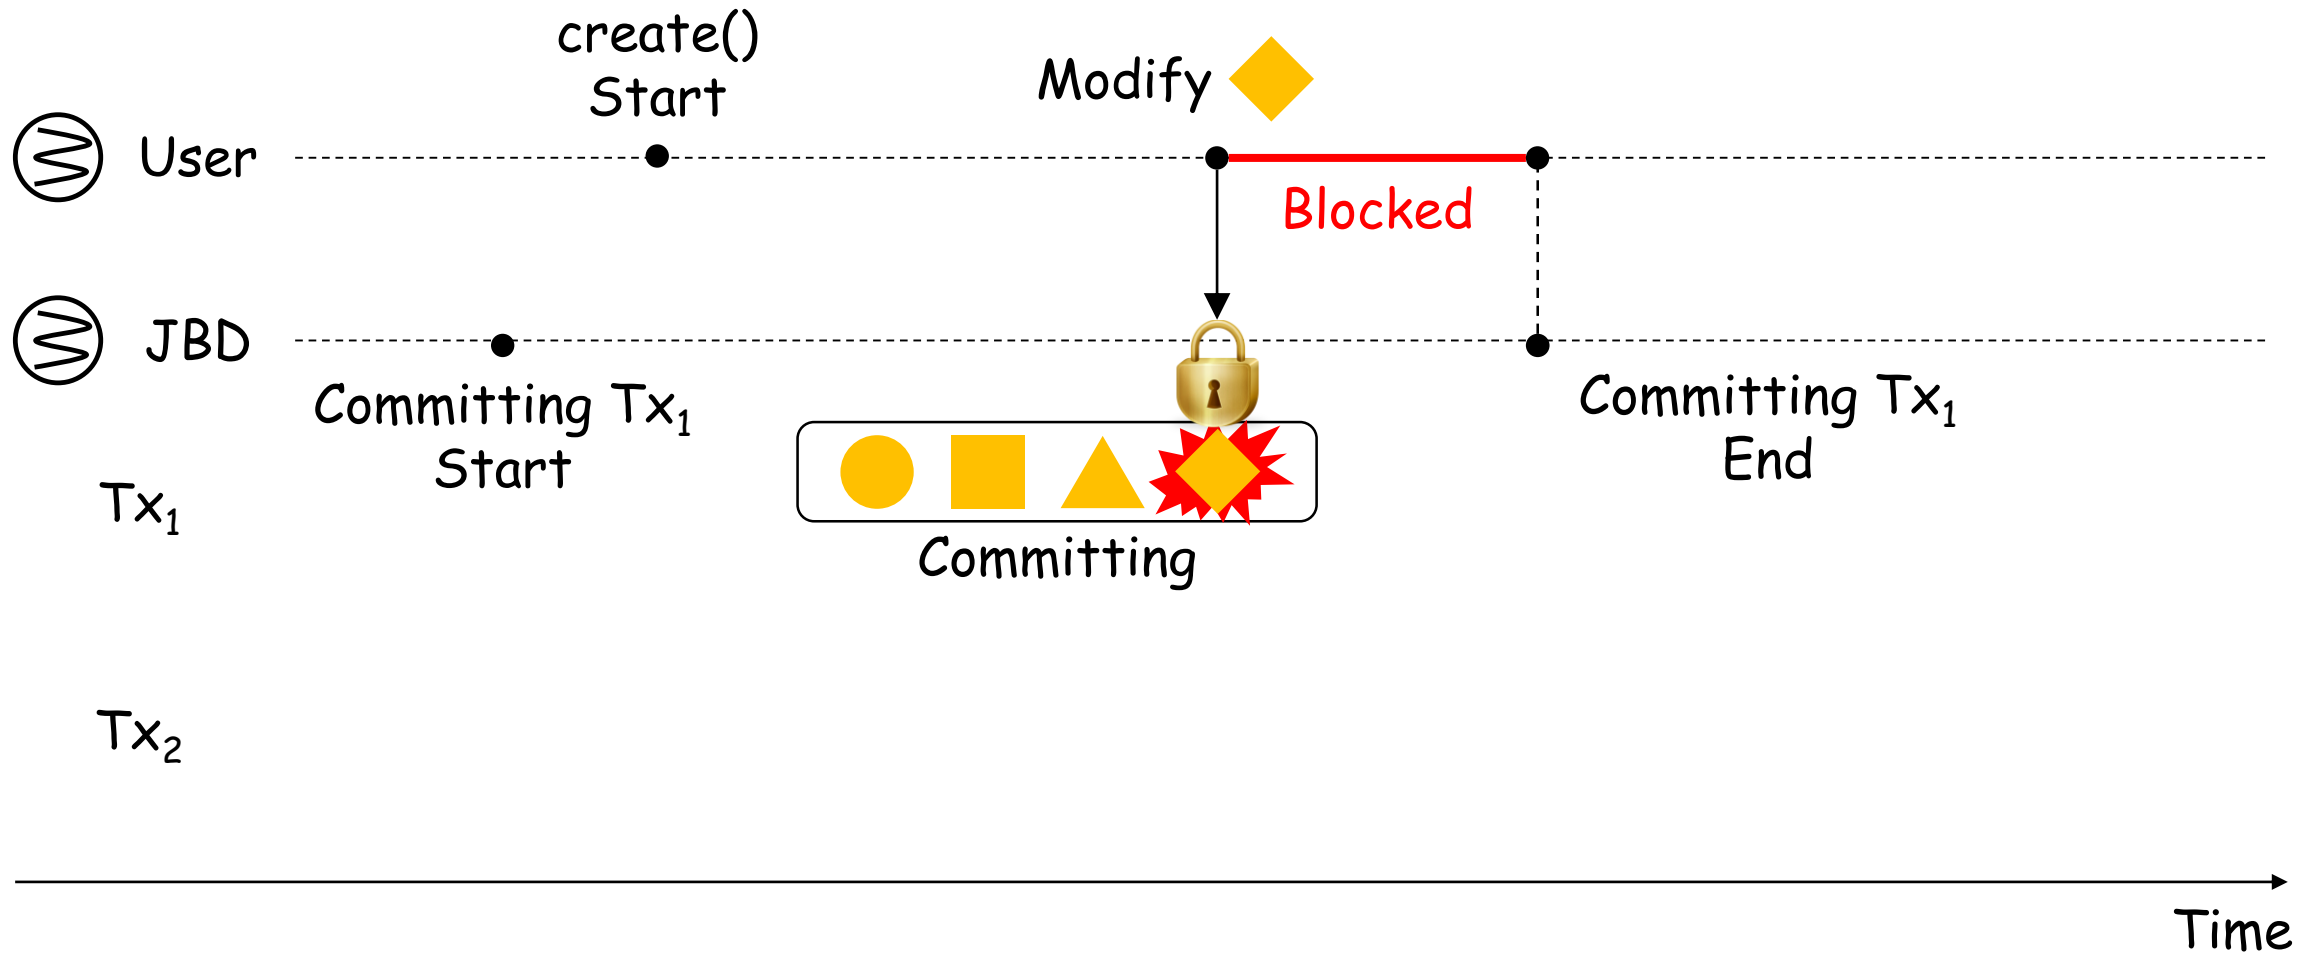 create()
Start
Modify
User
Blocked
JBD
Committing Tx1
Start
Committing Tx1
End
Tx1
Committing
Tx2
Time